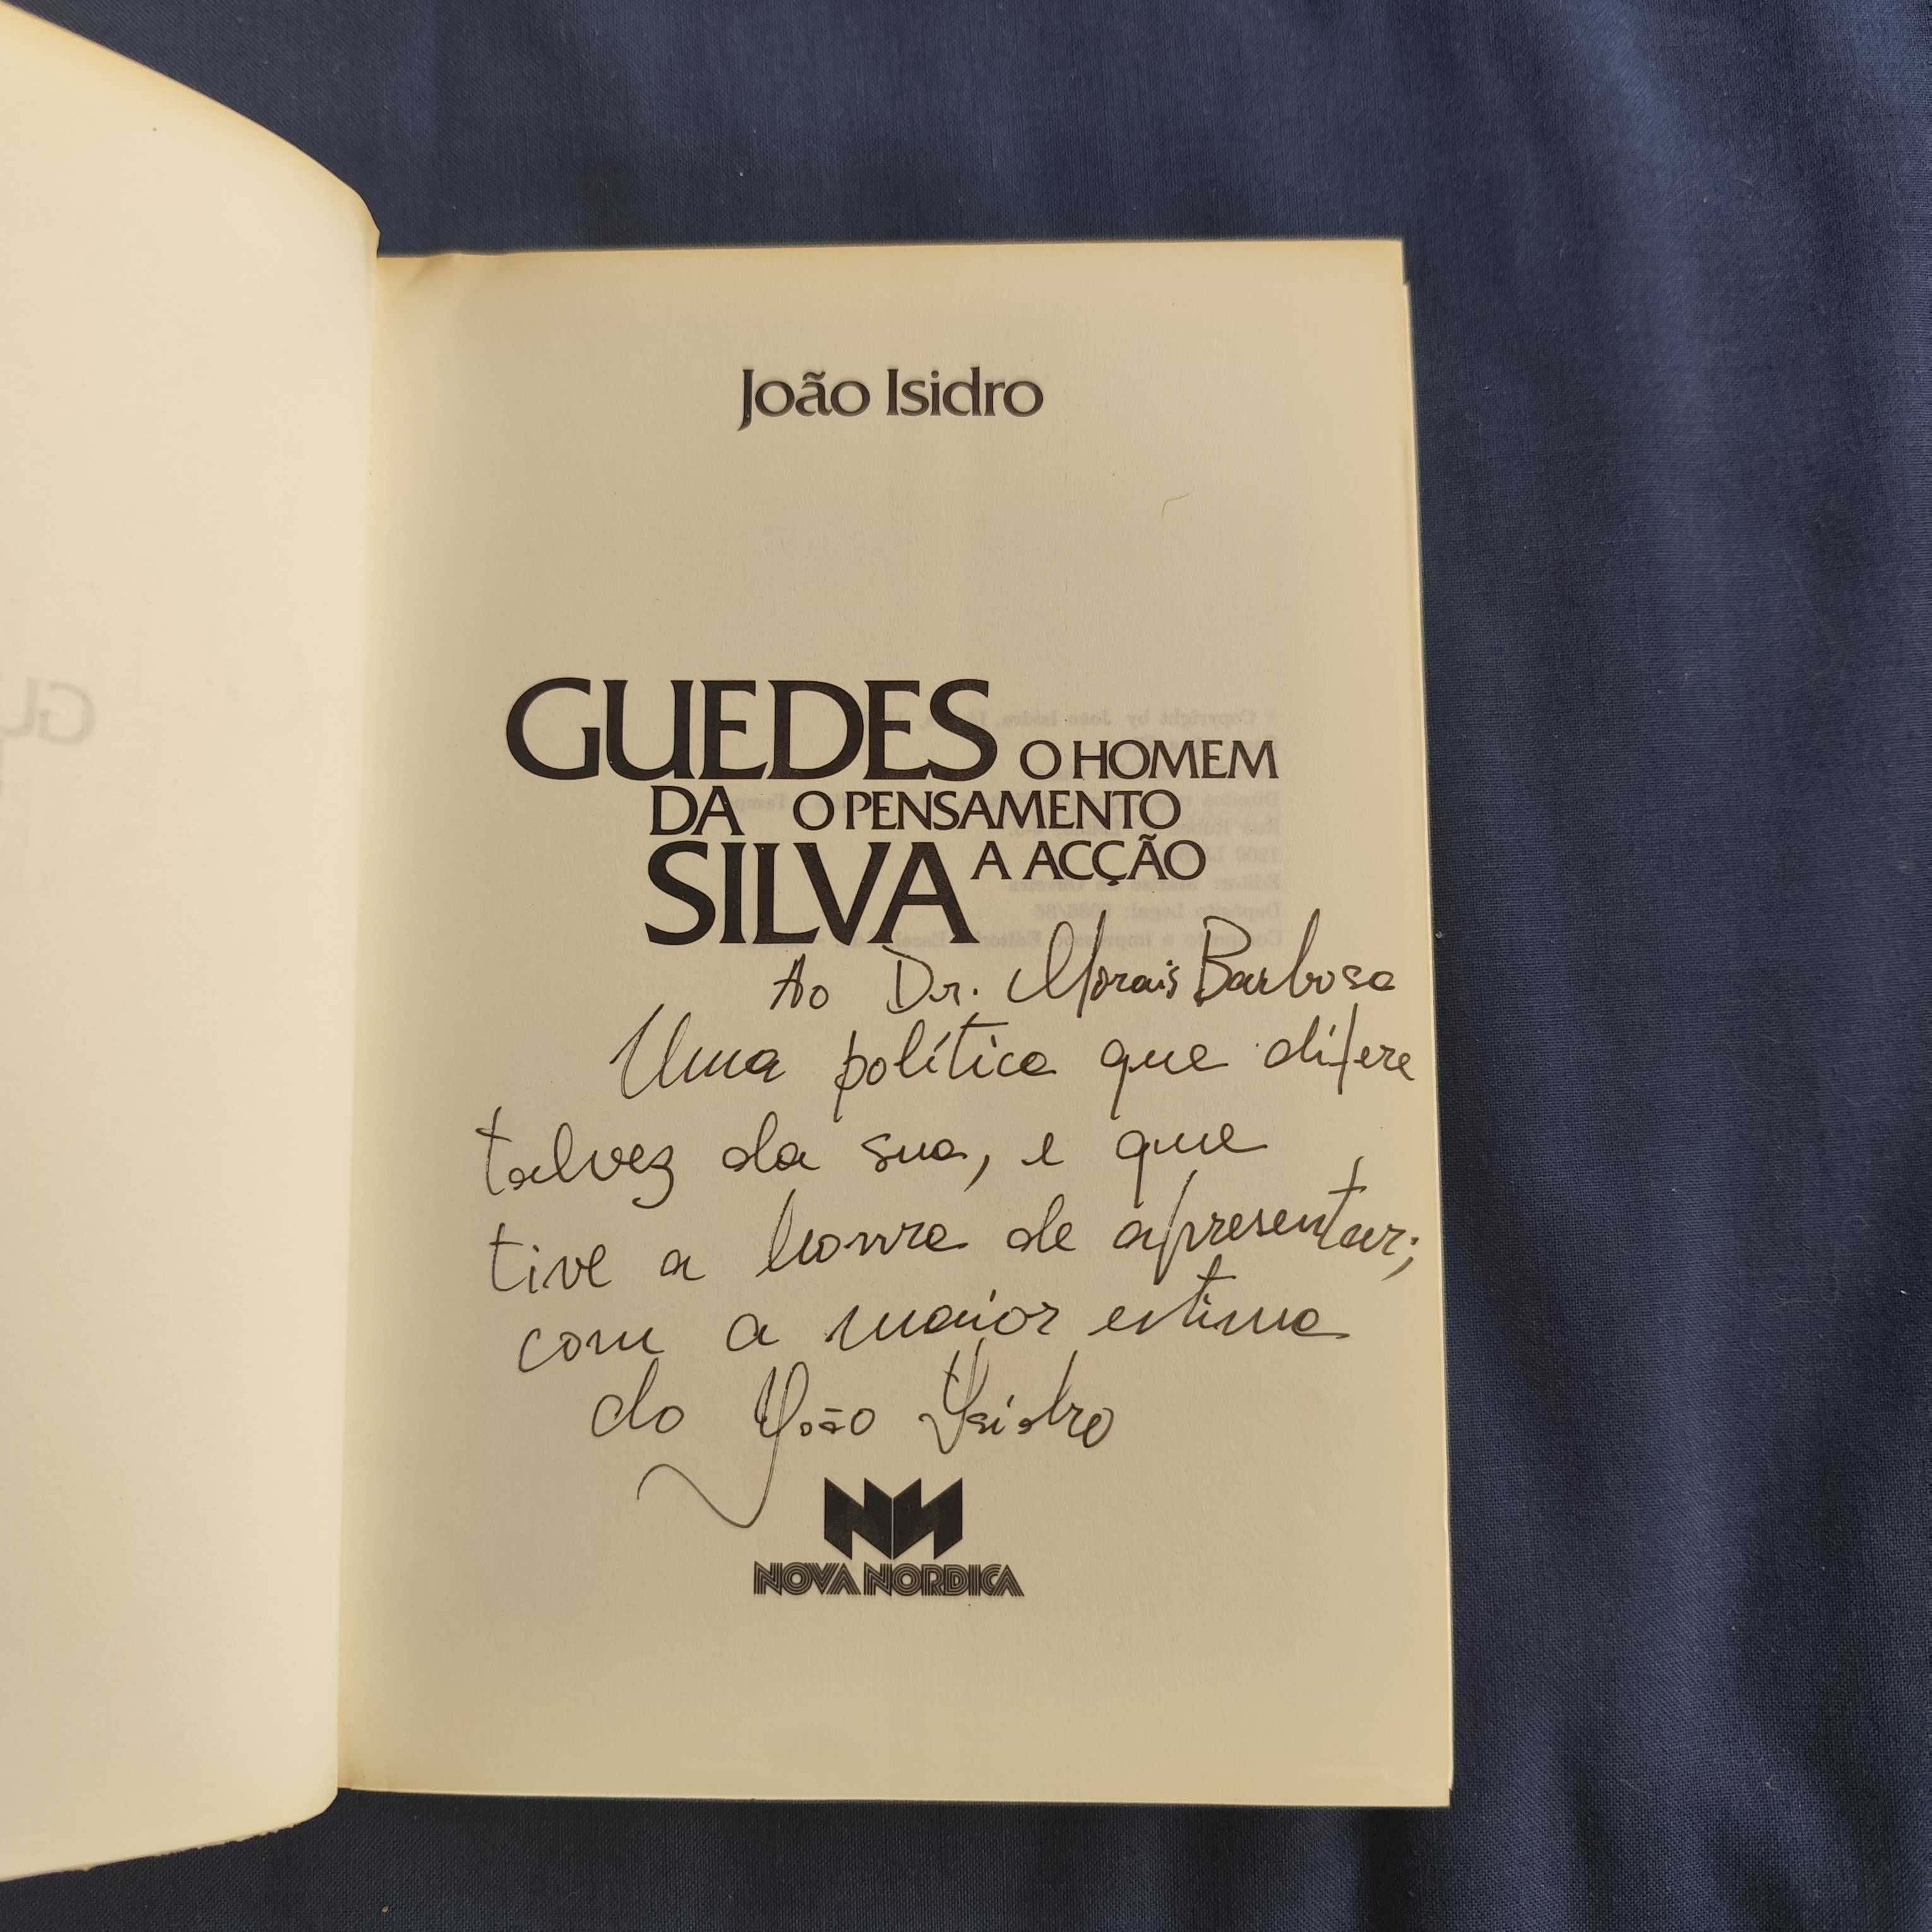 João Isidro
GUEDES O HOMEM
DA O PENSAMENTO
SILVA A ACÇÃO
Ao Dr. Morais Barbosa
Uma política que difere
talvez da sua, e que
tive a honra de apresentar;
com a maior estima
do João Isidro
NOVA NORDICA